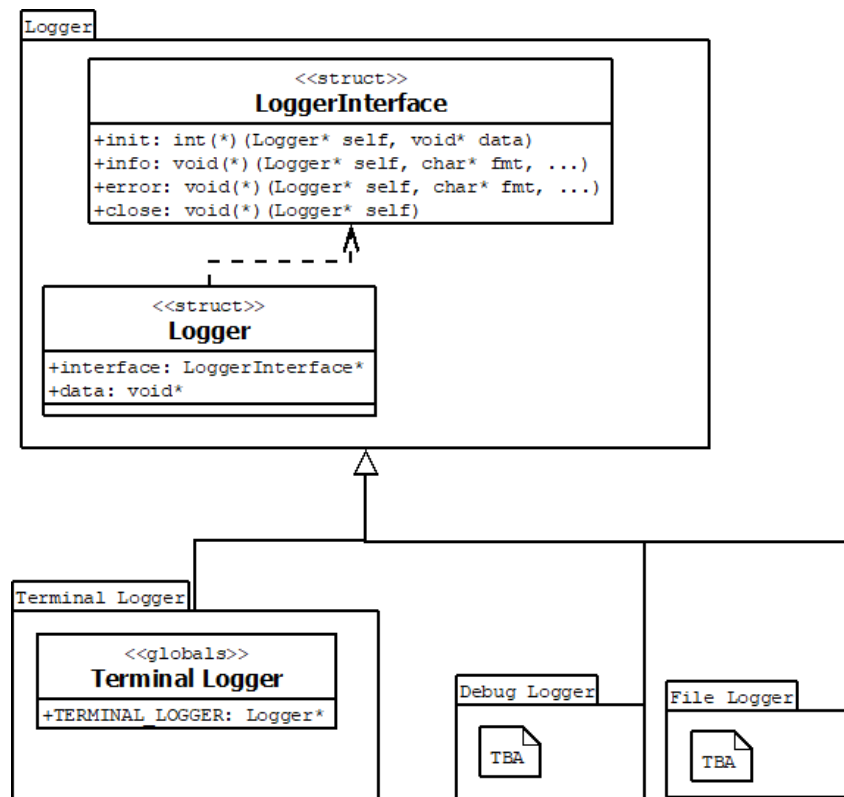 Logger
<<struct>>
LoggerInterface
+init: int(*)(Logger* self, void* data)
+info: void(*)(Logger* self, char* fmt, ...)
+error: void(*)(Logger* self, char* fmt, ...)
+close: void(*)(Logger* self)
<<struct>>
Logger
+interface: LoggerInterface*
+data: void*
Terminal Logger
<<globals>>
Terminal Logger
+TERMINAL_LOGGER: Logger*
Debug Logger
TBA
File Logger
TBA